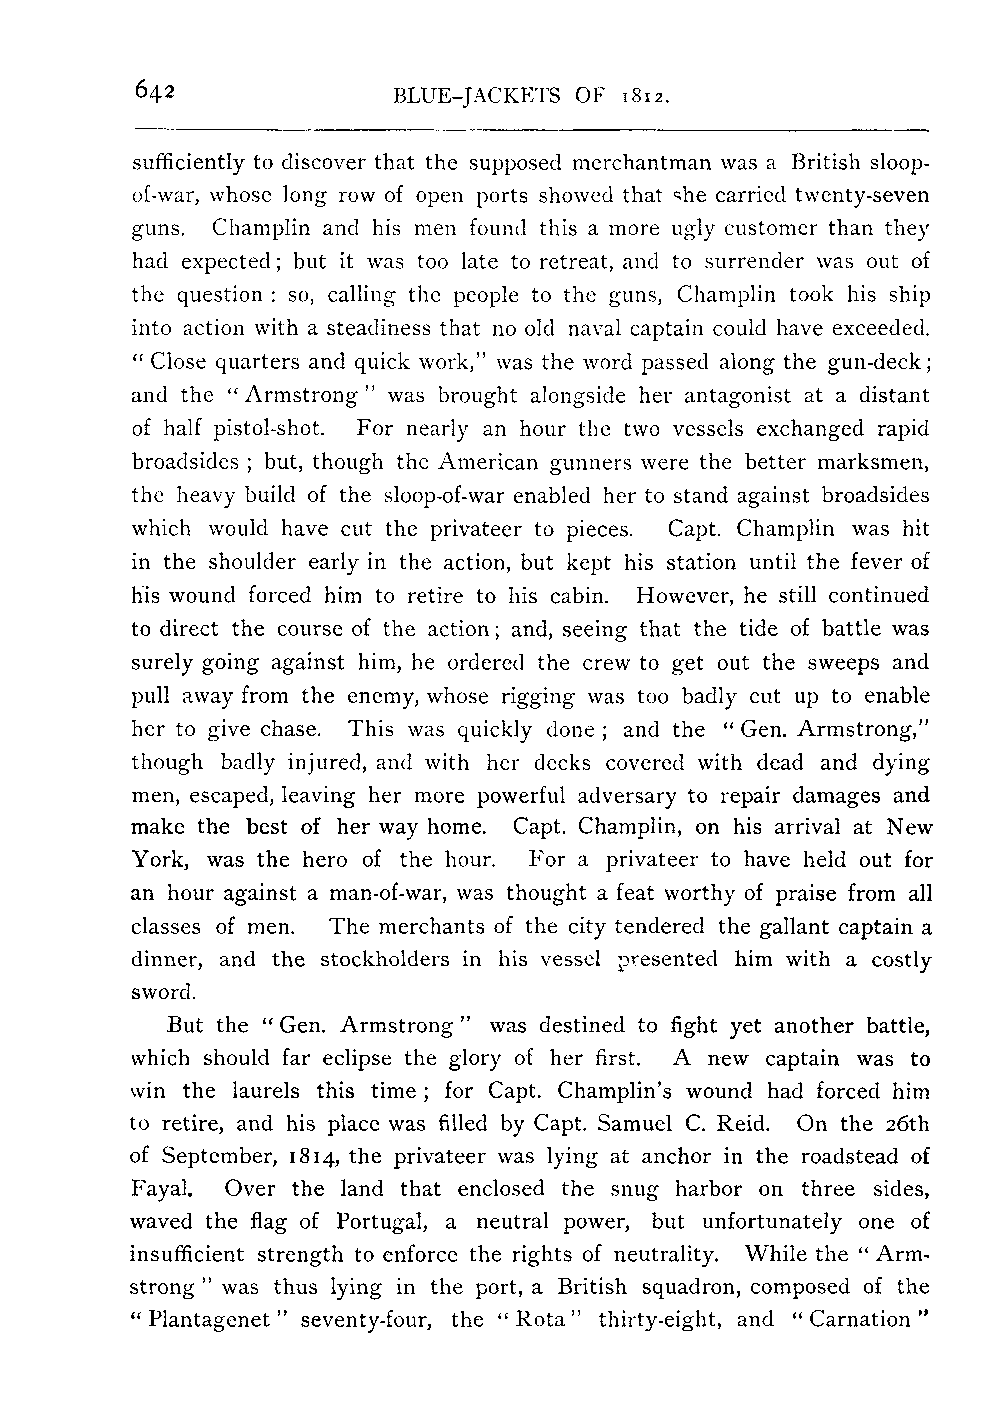 642 BLUE-JACKETS OF 1812.
sufficiently to discover that the supposed merchantman was a British sloop-
of-war, whose long row of open ports showed that she carried twenty-seven
guns. Champlin and his men found this a more ugly customer than they
had expected; but it was too late to retreat, and to surrender was out of
the question : so, calling the people to the guns, Champlin took his ship
into action with a steadiness that no old naval captain could have exceeded.
“ Close quarters and quick work,” was the word passed along the gun-deck;
and the “ Armstrong ” was brought alongside her antagonist at a distant
of half pistol-shot. For nearly an hour the two vessels exchanged rapid
broadsides ; but, though the American gunners were the better marksmen,
the heavy build of the sloop-of-war enabled her to stand against broadsides
which would have cut the privateer to pieces. Capt. Champlin was hit
in the shoulder early in the action, but kept his station until the fever of
his wound forced him to retire to his cabin. However, he still continued
to direct the course of the action; and, seeing that the tide of battle was
surely going against him, he ordered the crew to get out the sweeps and
pull away from the enemy, whose rigging was too badly cut up to enable
her to give chase. This was quickly done ; and the “ Gen. Armstrong,”
though badly injured, and with her decks covered with dead and dying
men, escaped, leaving her more powerful adversary to repair damages and
make the best of her way home. Capt. Champlin, on his arrival at New
York, was the hero of the hour. For a privateer to have held out for
an hour against a man-of-war, was thought a feat worthy of praise from all
classes of men. The merchants of the city tendered the gallant captain a
dinner, and the stockholders in his vessel presented him with a costly
sword.
But the “ Gen. Armstrong ” was destined to fight yet another battle,
which should far eclipse the glory of her first. A new captain was to
win the laurels this time ; for Capt. Champlin’s wound had forced him
to retire, and his place was filled by Capt. Samuel C. Reid. On the 26th
of September, 1814, the privateer was lying at anchor in the roadstead of
Fayal. Over the land that enclosed the snug harbor on three sides,
waved the flag of Portugal, a neutral power, but unfortunately one of
insufficient strength to enforce the rights of neutrality. While the “ Arm-
strong ” was thus lying in the port, a British squadron, composed of the
“ Plantagenet ” seventy-four, the “ Rota ” thirty-eight, and “ Carnation ”